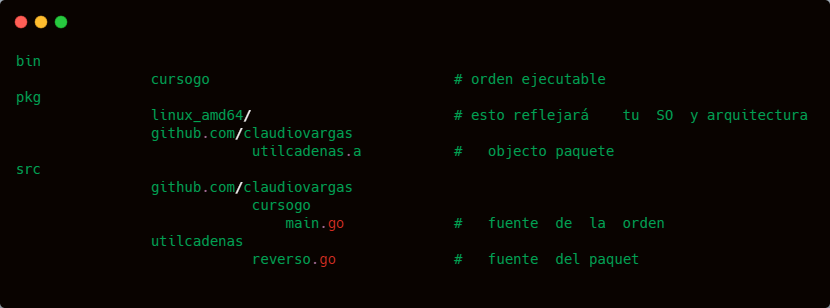 bin
cursogo # orden ejecutable
pkg
linux_amd64/ # esto reflejará tu SO y arquitectura
github.com/claudiovargas
utilcadenas.a # objecto paquete
src
github.com/claudiovargas
cursogo
main.go # fuente de la orden
utilcadenas
reverso.go # fuente del paquet